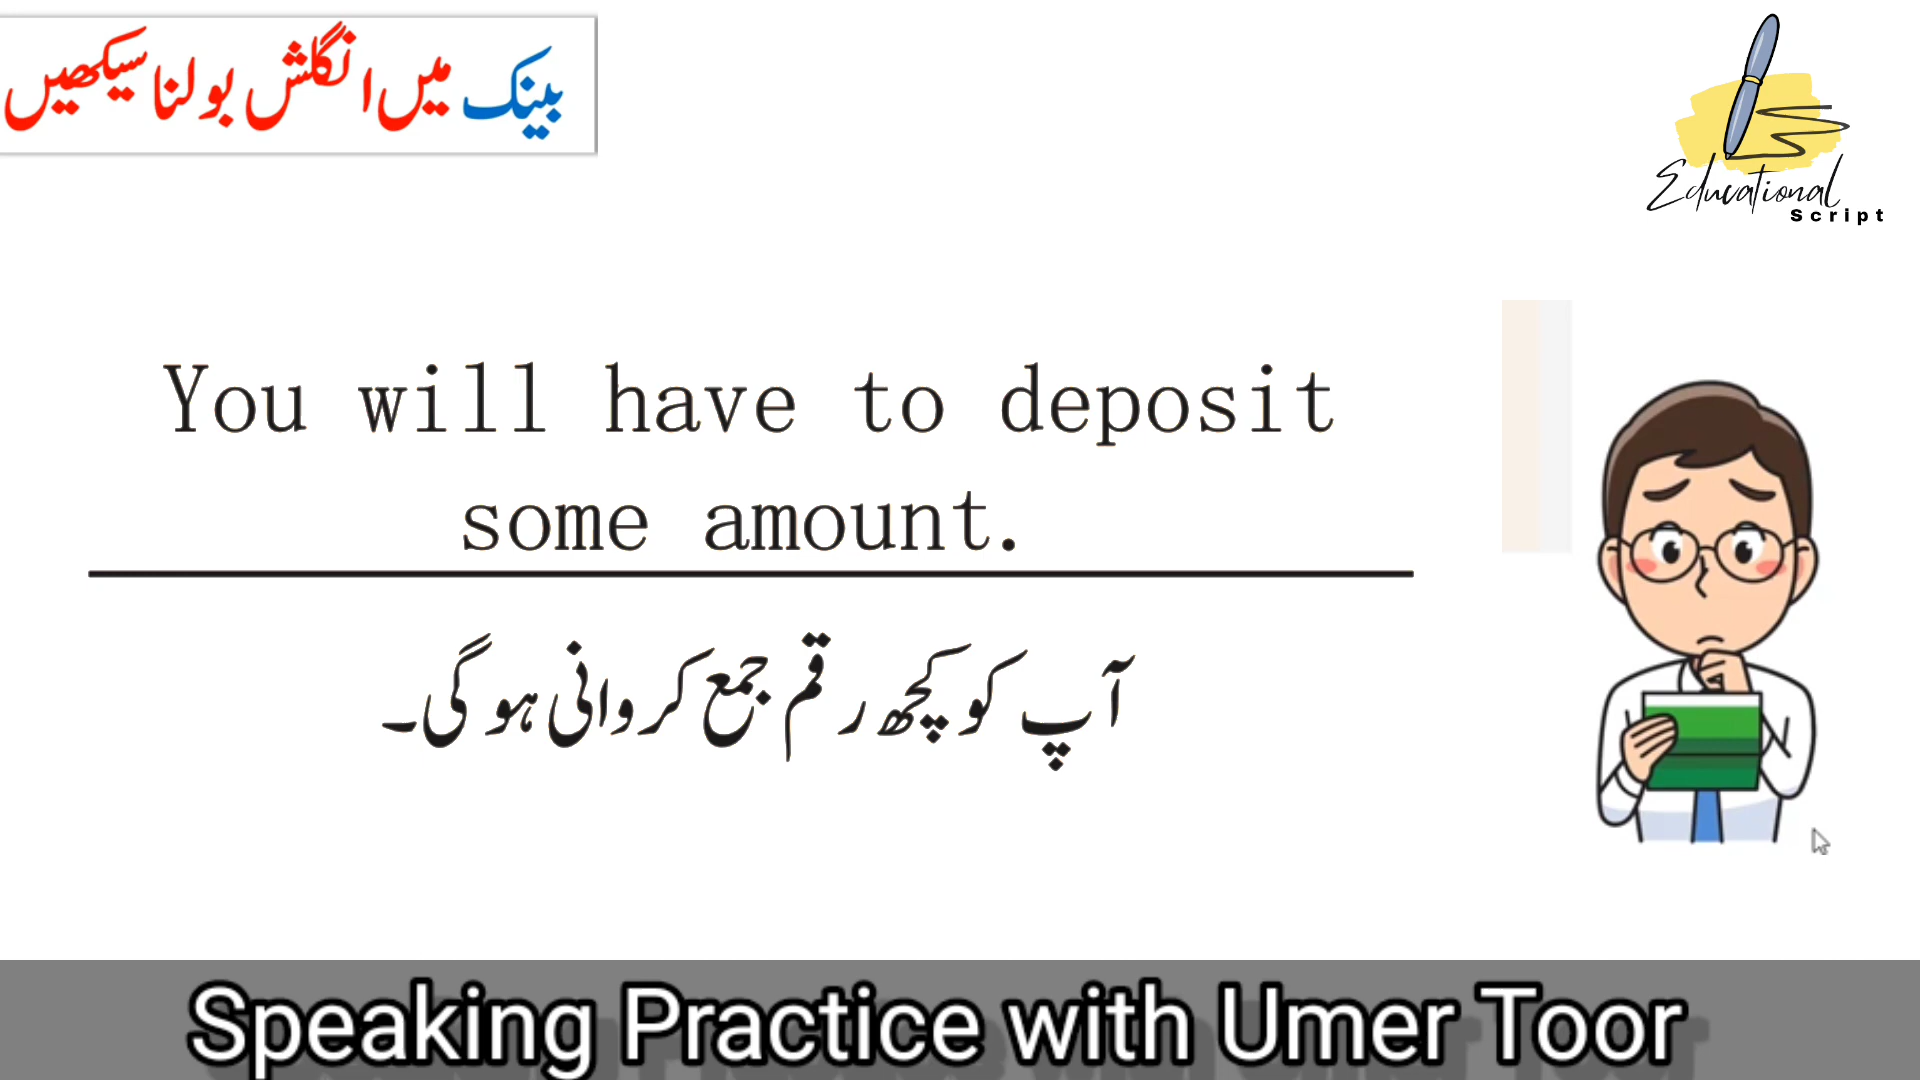 بینک میں انگلش بولنا سیکھیں
Educational
Script
You will have to deposit
some amount.
آپ کو کچھ رقم جمع کروانی ہو گی۔
Speaking Practice with Umer Toor